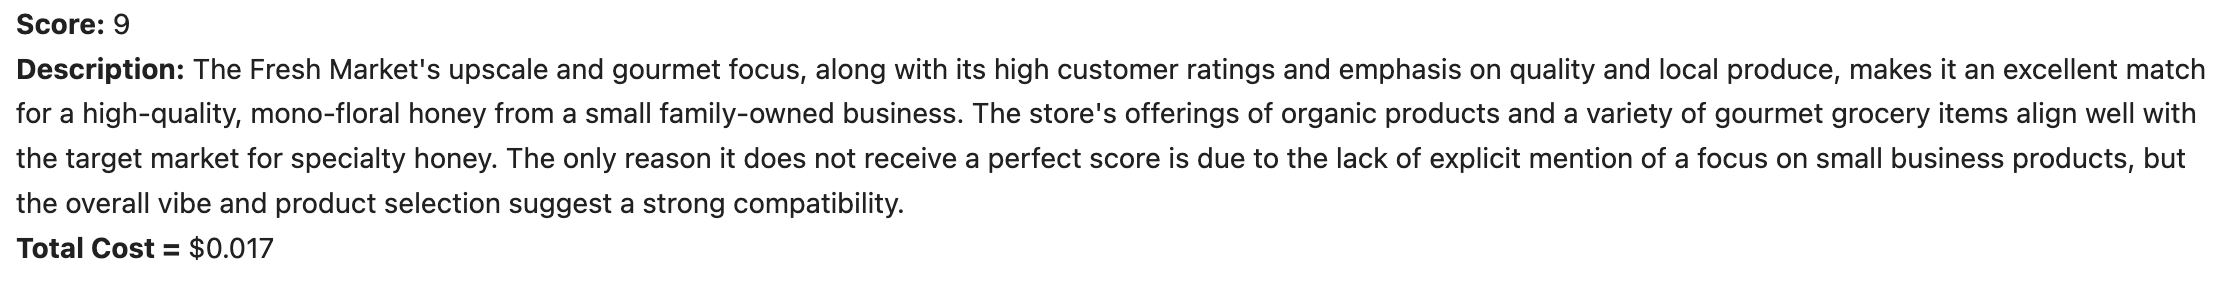 Score: 9
Description: The Fresh Market's upscale and gourmet focus, along with its high customer ratings and emphasis on quality and local produce, makes it an excellent match
for a high-quality, mono-floral honey from a small family-owned business. The store's offerings of organic products and a variety of gourmet grocery items align well with
the target market for specialty honey. The only reason it does not receive a perfect score is due to the lack of explicit mention of a focus on small business products, but
the overall vibe and product selection suggest a strong compatibility.
Total Cost = $0.017